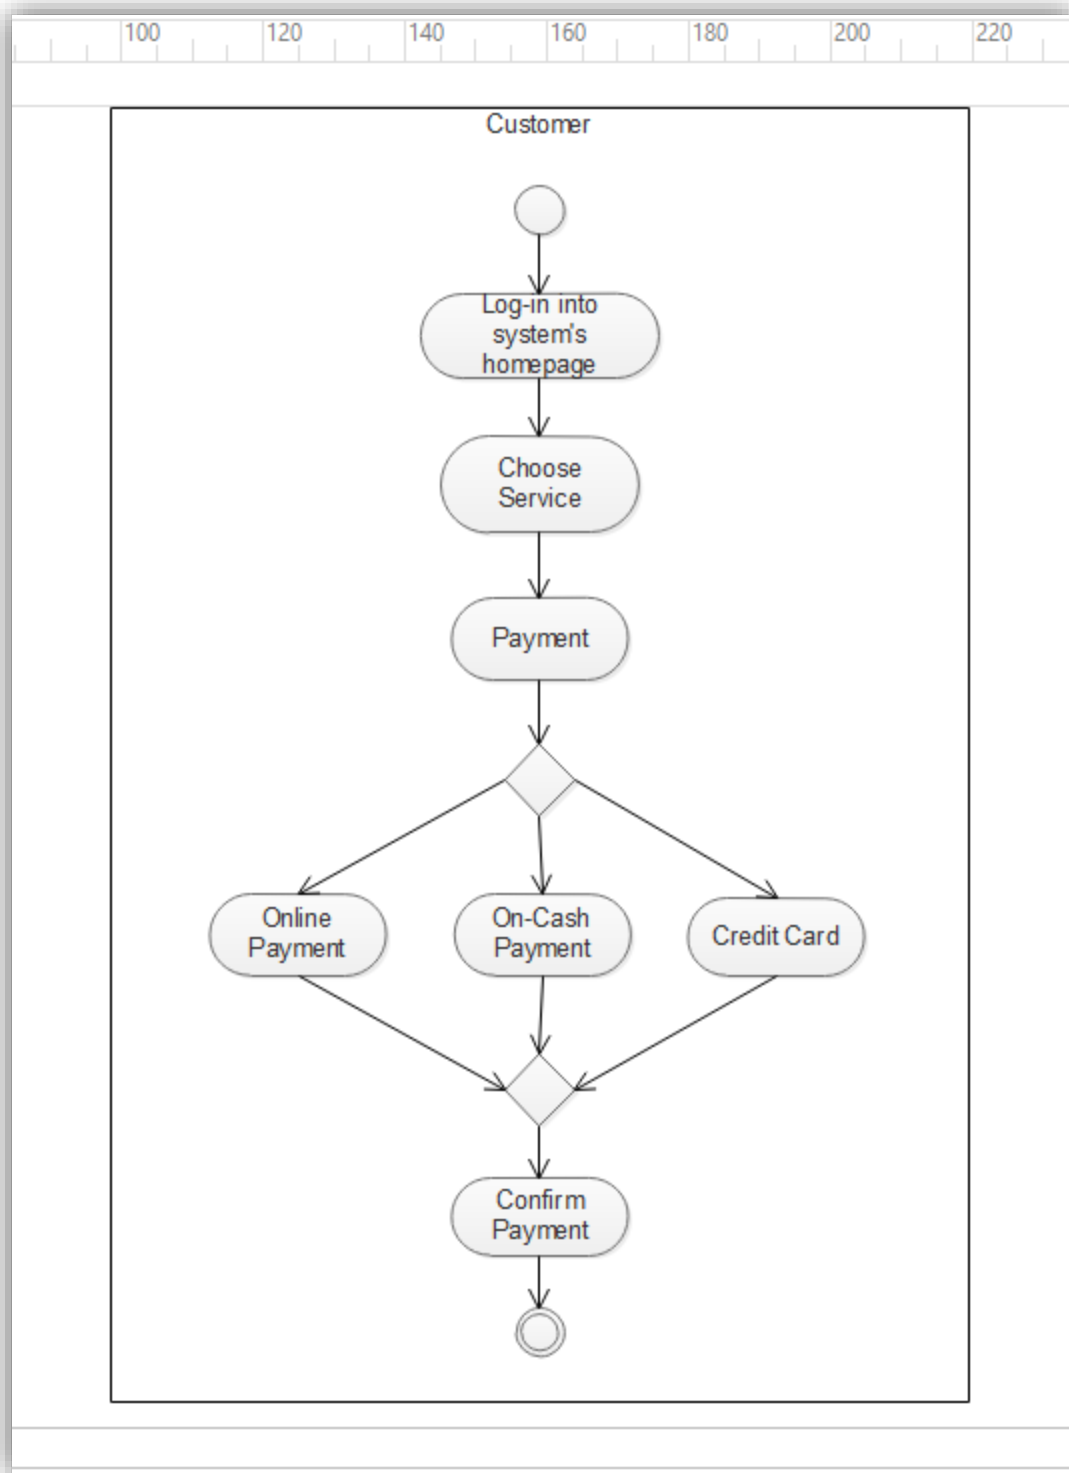 100 120 140 160 180 200 220
Customer
Log-in into
system's
homepage
Choose
Service
Payment
Online
Payment
On-Cash
Payment
Credit Card
Confirm
Payment